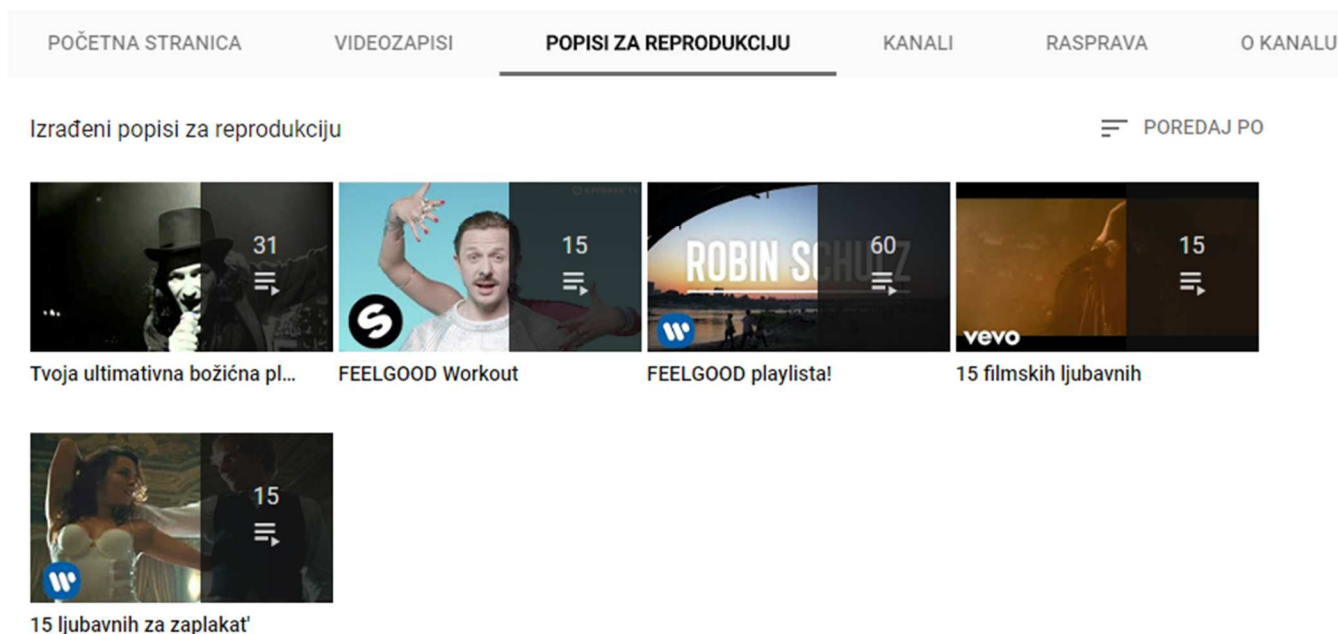 POČETNA STRANICA VIDEOZAPISI POPISI ZA REPRODUKCIJU KANALI RASPRAVA O KANALU
Izrađeni popisi za reprodukciju POREDAJ PO
31 15 ROBIN SCHULZ 60 15
S W vevo
Tvoja ultimativna božićna pl... FEELGOOD Workout FEELGOOD playlista! 15 filmskih ljubavnih
15
W
15 ljubavnih za zaplakat'